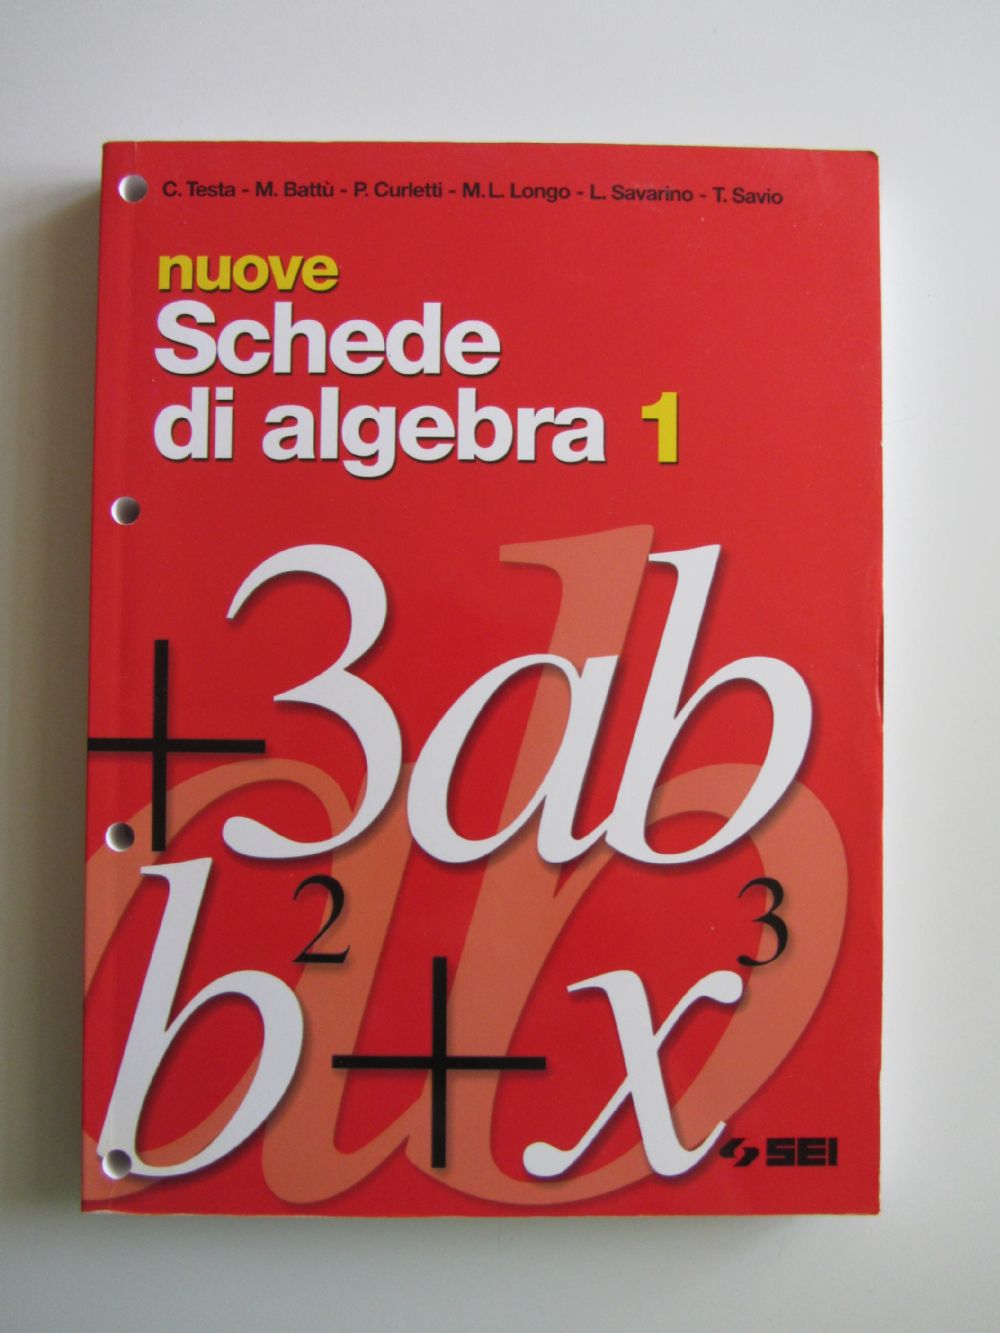 C. Testa - M. Battù - P. Curletti - M.L. Longo - L. Savarino - T. Savio
nuove
Schede
di algebra 1
+3ab
b²+x³
SEI